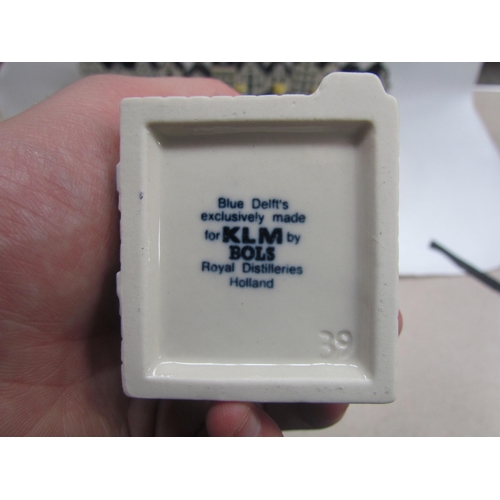 Blue Delft's
exclusively made
for KLM by
BOLS
Royal Distilleries
Holland
39